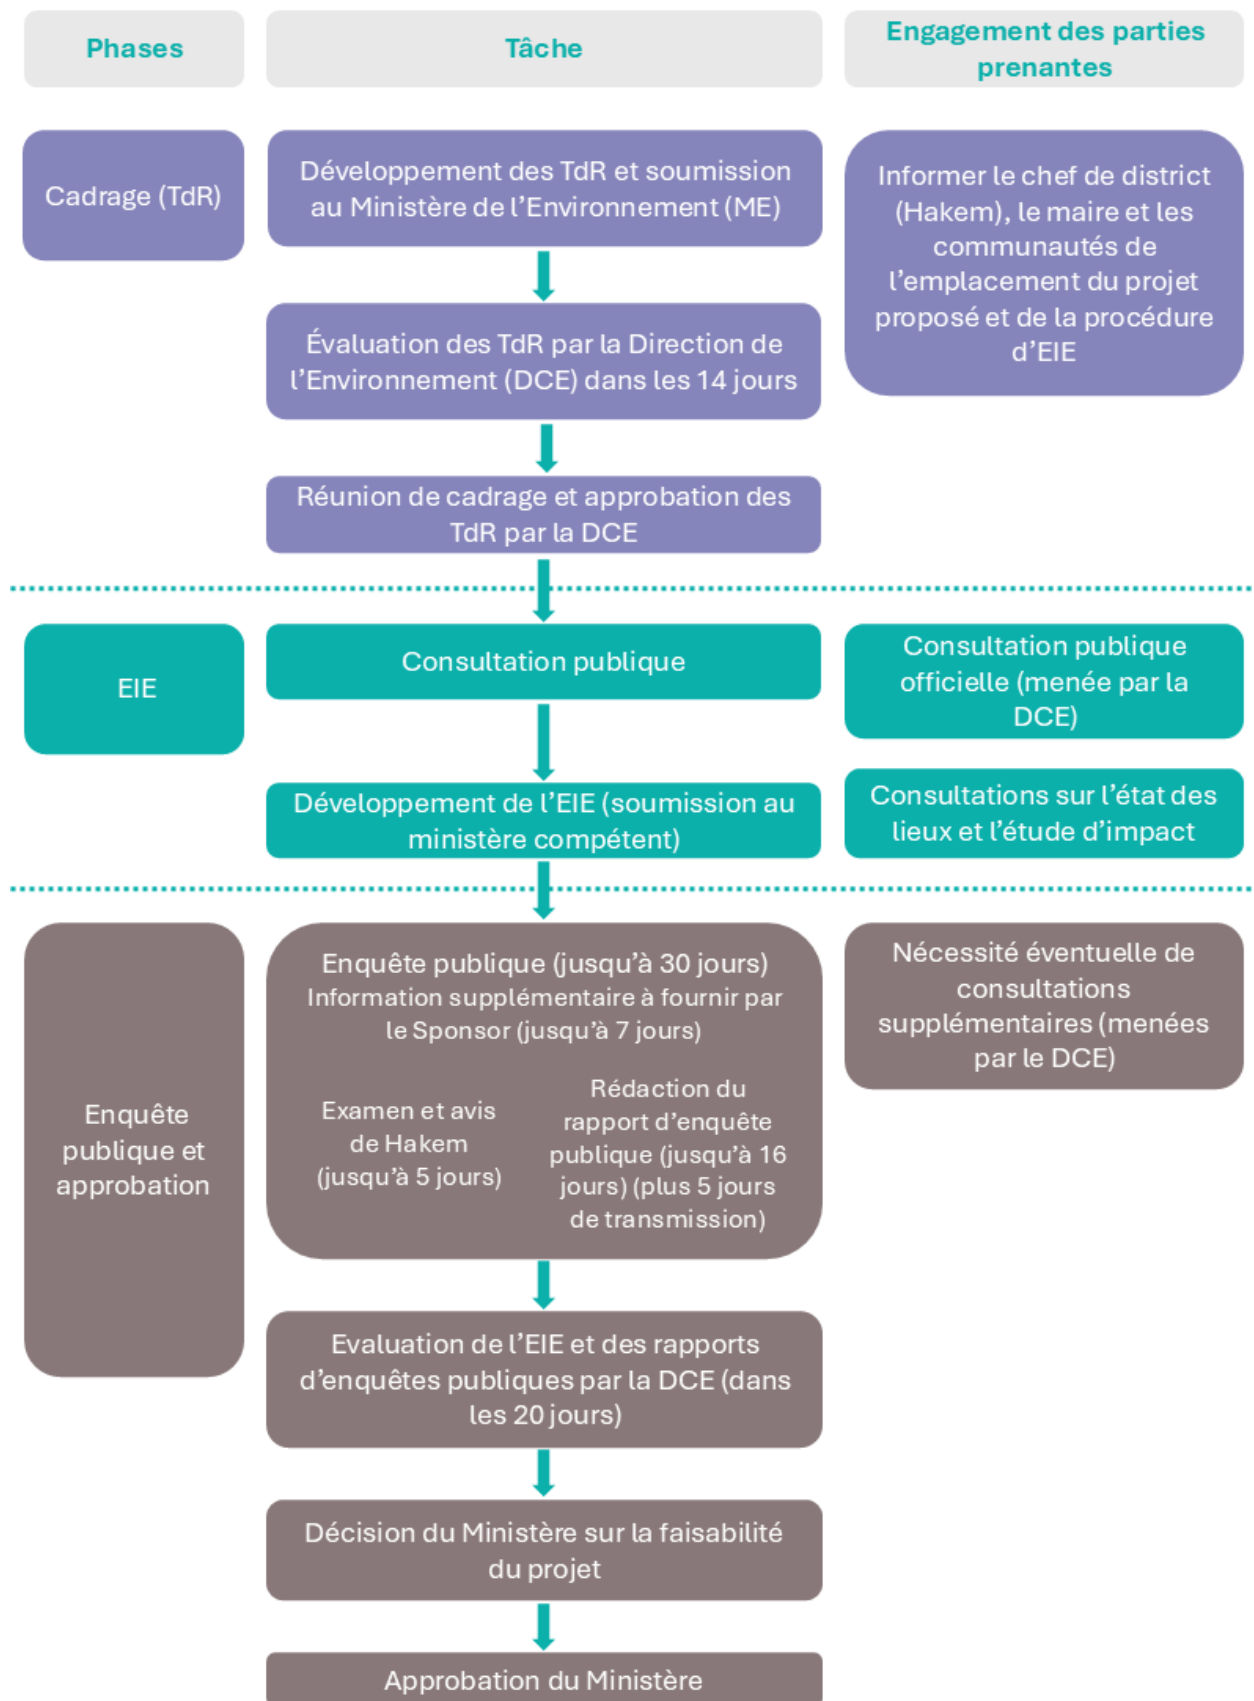 Phases
Tâche
Engagement des parties
prenantes
Cadrage (TdR)
Développement des TdR et soumission
au Ministère de l’Environnement (ME)
Informer le chef de district
(Hakem), le maire et les
communautés de
l’emplacement du projet
proposé et de la procédure
d’EIE
Évaluation des TdR par la Direction de
l’Environnement (DCE) dans les 14 jours
Réunion de cadrage et approbation des
TdR par la DCE
EIE
Consultation publique
Consultation publique
officielle (menée par la
DCE)
Développement de l’EIE (soumission au
ministère compétent)
Consultations sur l’état des
lieux et l’étude d’impact
Enquête
publique et
approbation
Enquête publique (jusqu’à 30 jours)
Information supplémentaire à fournir par
le Sponsor (jusqu’à 7 jours)
Examen et avis
de Hakem
(jusqu’à 5 jours)
Rédaction du
rapport d’enquête
publique (jusqu’à 16
jours) (plus 5 jours
de transmission)
Nécessité éventuelle de
consultations
supplémentaires (menées
par le DCE)
Evaluation de l’EIE et des rapports
d’enquêtes publiques par la DCE (dans
les 20 jours)
Décision du Ministère sur la faisabilité
du projet
Approbation du Ministère